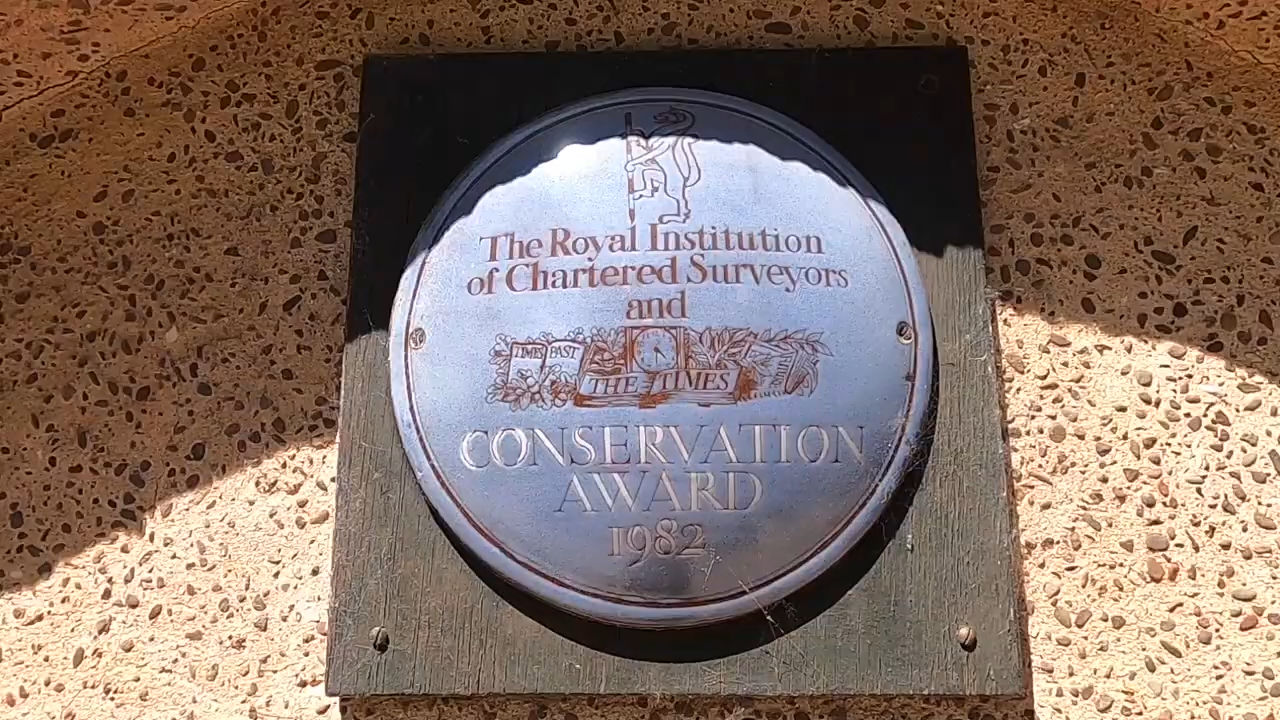 The Royal Institution
of Chartered Surveyors
and
TIMES PAST
THE TIMES
CONSERVATION
AWARD
1982